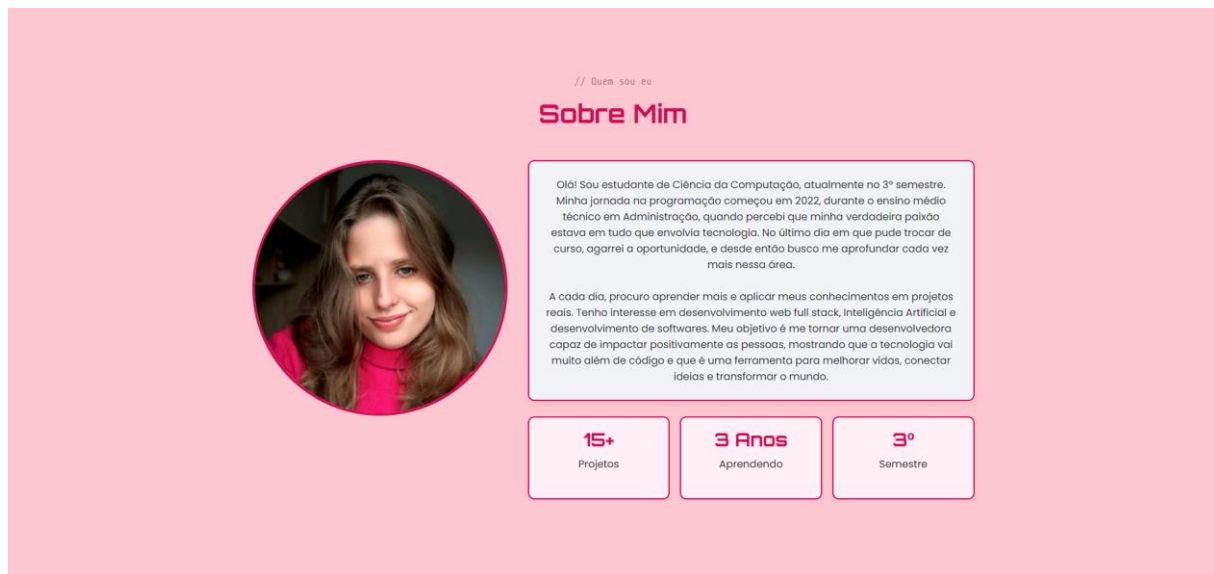 // Quem sou eu
Sobre Mim
Olá! Sou estudante de Ciência da Computação, atualmente no 3º semestre.
Minha jornada na programação começou em 2022, durante o ensino médio
técnico em Administração, quando percebi que minha verdadeira paixão
estava em tudo que envolvia tecnologia. No último dia em que pude trocar de
curso, agarrei a oportunidade, e desde então busco me aprofundar cada vez
mais nessa área.
A cada dia, procuro aprender mais e aplicar meus conhecimentos em projetos
reais. Tenho interesse em desenvolvimento web full stack, Inteligência Artificial e
desenvolvimento de softwares. Meu objetivo é me tornar uma desenvolvedora
capaz de impactar positivamente as pessoas, mostrando que a tecnologia vai
muito além de código e que é uma ferramenta para melhorar vidas, conectar
ideias e transformar o mundo.
15+
Projetos
3 Anos
Aprendendo
3º
Semestre